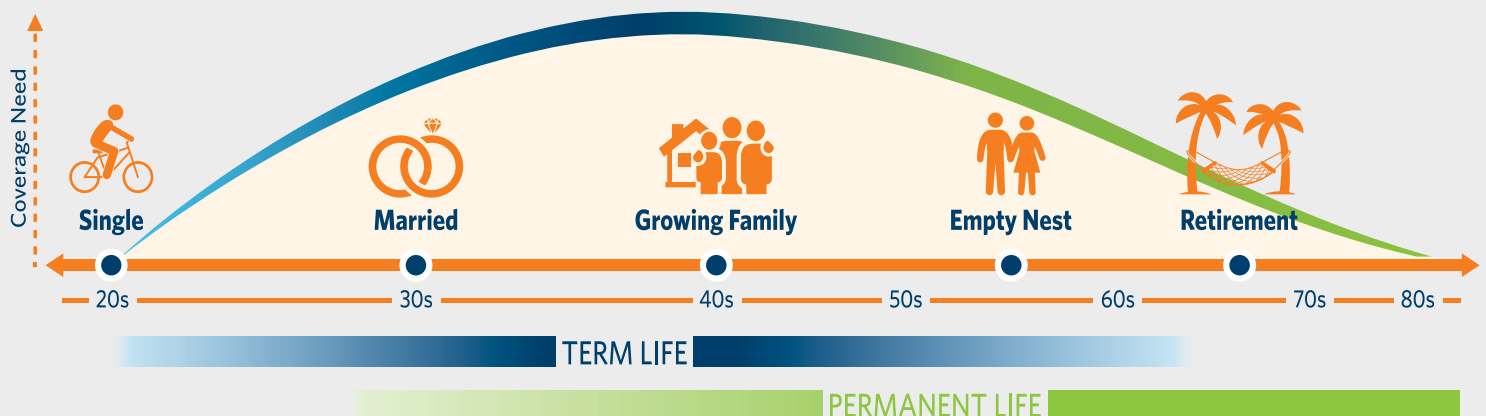 Coverage Need
Single
Married
Growing Family
Empty Nest
Retirement
20s
30s
40s
50s
60s
70s
80s
TERM LIFE
PERMANENT LIFE